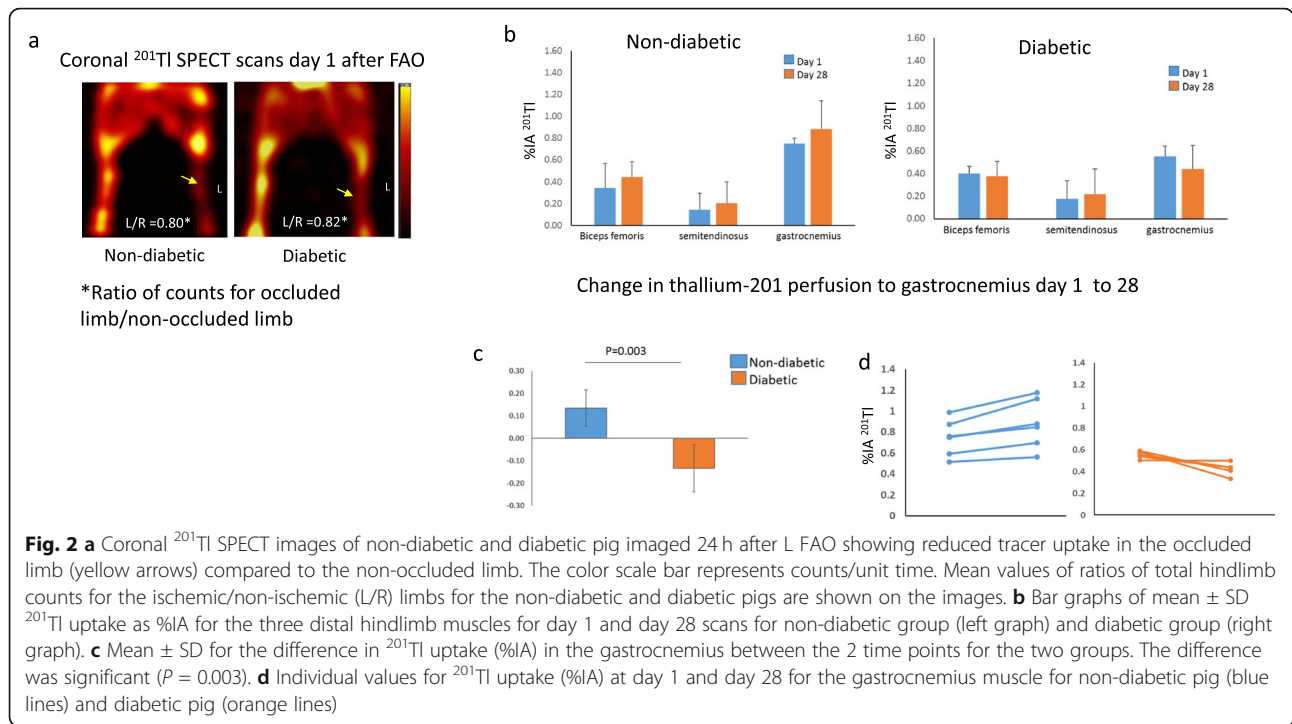 a
Coronal ²⁰¹Tl SPECT scans day 1 after FAO
L
L/R =0.80*
L
L/R =0.82*
Non-diabetic
Diabetic
*Ratio of counts for occluded
limb/non-occluded limb
b
Non-diabetic
%IA ²⁰¹Tl
1.60
1.40
1.20
1.00
0.80
0.60
0.40
0.20
0.00
Day 1
Day 28
Biceps femoris
semitendinosus
gastrocnemius
Diabetic
%IA ²⁰¹Tl
1.60
1.40
1.20
1.00
0.80
0.60
0.40
0.20
0.00
Day 1
Day 28
Biceps femoris
semitendinosus
gastrocnemius
Change in thallium-201 perfusion to gastrocnemius day 1 to 28
c
P=0.003
Non-diabetic
Diabetic
0.30
0.20
0.10
0.00
-0.10
-0.20
-0.30
d
%IA ²⁰¹Tl
1.4
1.2
1
0.8
0.6
0.4
0.2
0
1.4
1.2
1
0.8
0.6
0.4
0.2
0
Fig. 2 a Coronal ²⁰¹Tl SPECT images of non-diabetic and diabetic pig imaged 24 h after L FAO showing reduced tracer uptake in the occluded
limb (yellow arrows) compared to the non-occluded limb. The color scale bar represents counts/unit time. Mean values of ratios of total hindlimb
counts for the ischemic/non-ischemic (L/R) limbs for the non-diabetic and diabetic pigs are shown on the images. b Bar graphs of mean ± SD
²⁰¹Tl uptake as %IA for the three distal hindlimb muscles for day 1 and day 28 scans for non-diabetic group (left graph) and diabetic group (right
graph). c Mean ± SD for the difference in ²⁰¹Tl uptake (%IA) in the gastrocnemius between the 2 time points for the two groups. The difference
was significant (P = 0.003). d Individual values for ²⁰¹Tl uptake (%IA) at day 1 and day 28 for the gastrocnemius muscle for non-diabetic pig (blue
lines) and diabetic pig (orange lines)